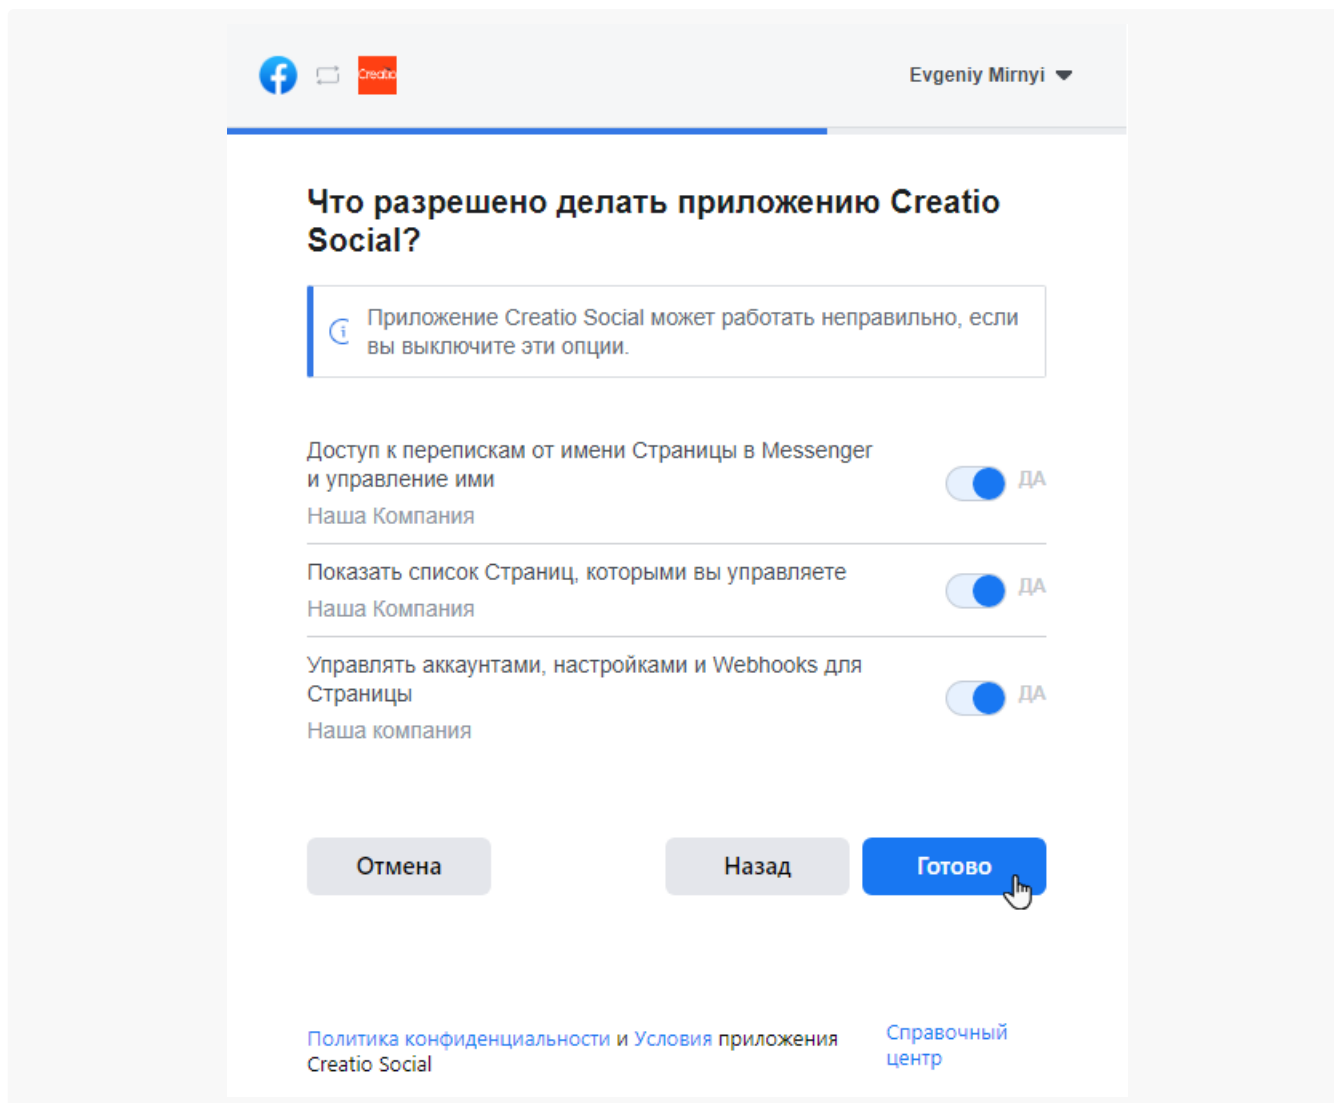 Creatio
Evgeniy Mirnyi
Что разрешено делать приложению Creatio
Social?
Приложение Creatio Social может работать неправильно, если
вы выключите эти опции.
Доступ к перепискам от имени Страницы в Messenger
и управление ими
ДА
Наша Компания
Показать список Страниц, которыми вы управляете
ДА
Наша Компания
Управлять аккаунтами, настройками и Webhooks для
Страницы
ДА
Наша компания
Отмена
Назад
Готово
Политика конфиденциальности и Условия приложения
Creatio Social
Справочный
центр